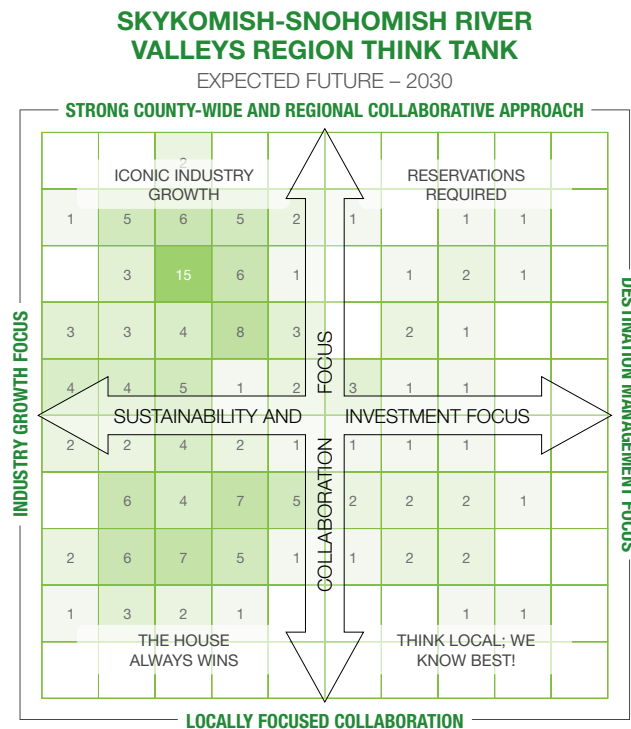 SKYKOMISH-SNOHOMISH RIVER
VALLEYS REGION THINK TANK
EXPECTED FUTURE – 2030
STRONG COUNTY-WIDE AND REGIONAL COLLABORATIVE APPROACH
2
ICONIC INDUSTRY
GROWTH
RESERVATIONS
REQUIRED
1 5 6 5 2 1 1 1
3 15 6 1 1 2 1
3 3 4 8 3 2 1
4 4 5 1 2 3 1 1
INDUSTRY GROWTH FOCUS
DESTINATION MANAGEMENT FOCUS
SUSTAINABILITY AND INVESTMENT FOCUS
COLLABORATION FOCUS
2 2 4 2 1 1 1 1
6 4 7 5 2 2 2 1
2 6 7 5 1 1 2 2
1 3 2 1 1 1
THE HOUSE
ALWAYS WINS
THINK LOCAL; WE
KNOW BEST!
LOCALLY FOCUSED COLLABORATION